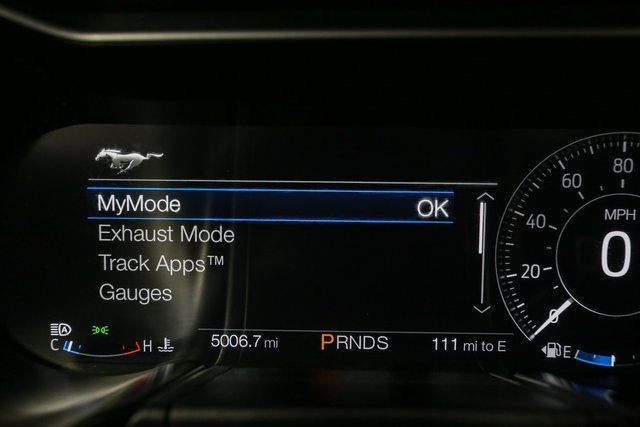 MyMode OK
Exhaust Mode
Track Apps™
Gauges
C H
5006.7 mi PRNDS 111 mi to E
E
80
60
40
20
0
MPH
0